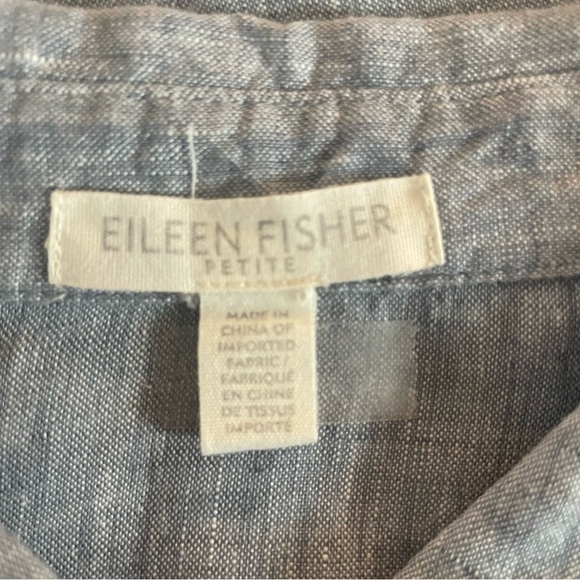 EILEEN FISHER
PETITE
MADE IN
CHINA OF
IMPORTED
FABRIC /
FABRIQUÉ
EN CHINE
DE TISSUS
IMPORTÉ